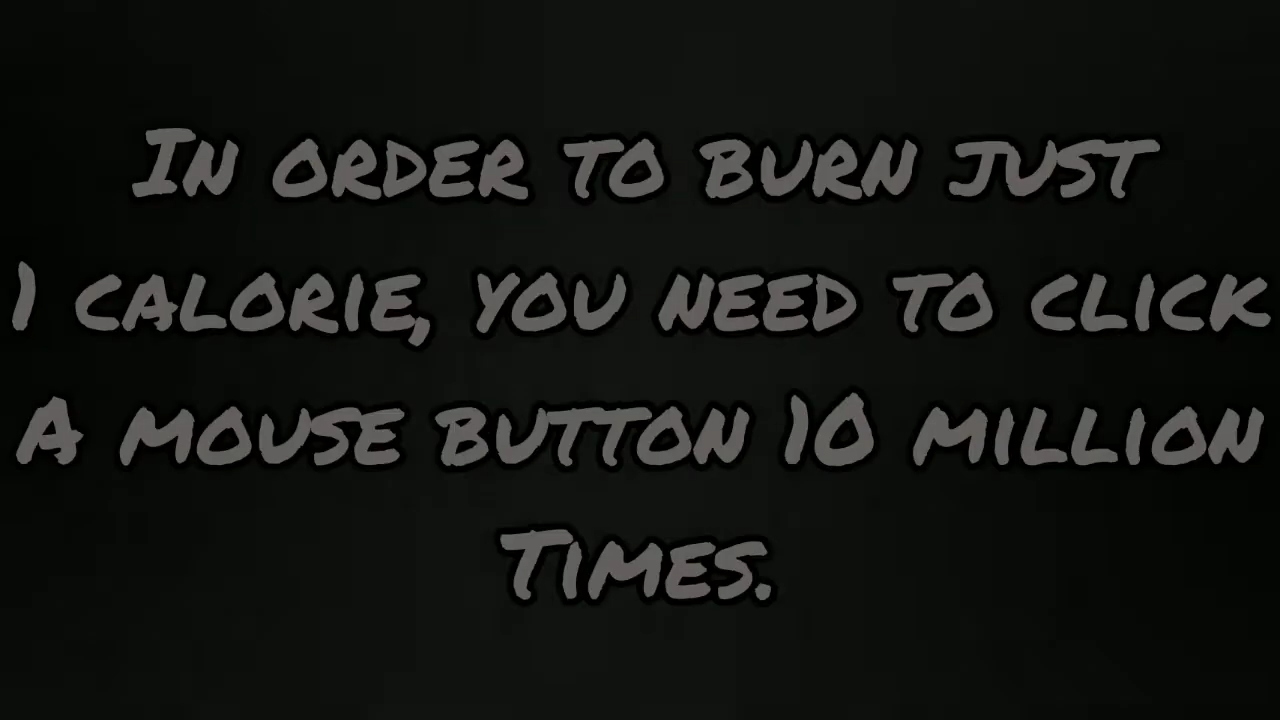 In order to burn just
1 calorie, you need to click
A mouse button 10 million
Times.